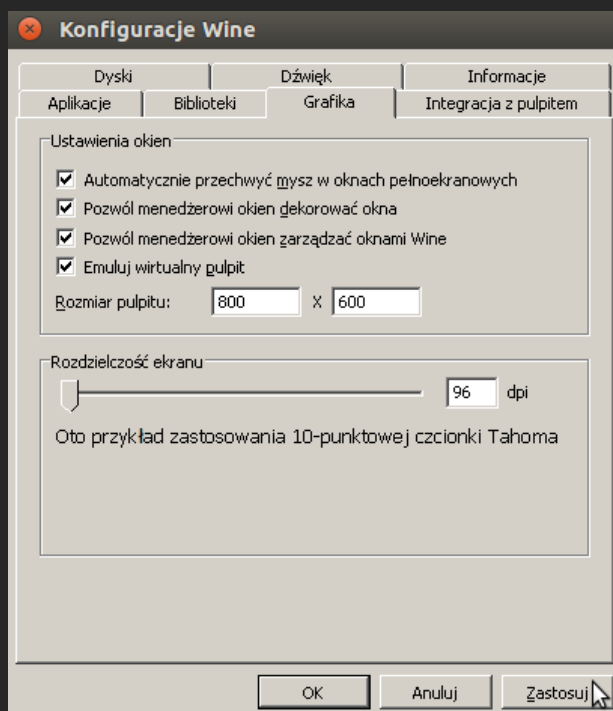 Konfiguracje Wine
Dyski Dźwięk Informacje
Aplikacje Biblioteki Grafika Integracja z pulpitem
Ustawienia okien
Automatycznie przechwyć mysz w oknach pełnoekranowych
Pozwól menedżerowi okien dekorować okna
Pozwól menedżerowi okien zarządzać oknami Wine
Emuluj wirtualny pulpit
Rozmiar pulpitu: 800 X 600
Rozdzielczość ekranu
96 dpi
Oto przykład zastosowania 10-punktowej czcionki Tahoma
OK Anuluj Zastosuj